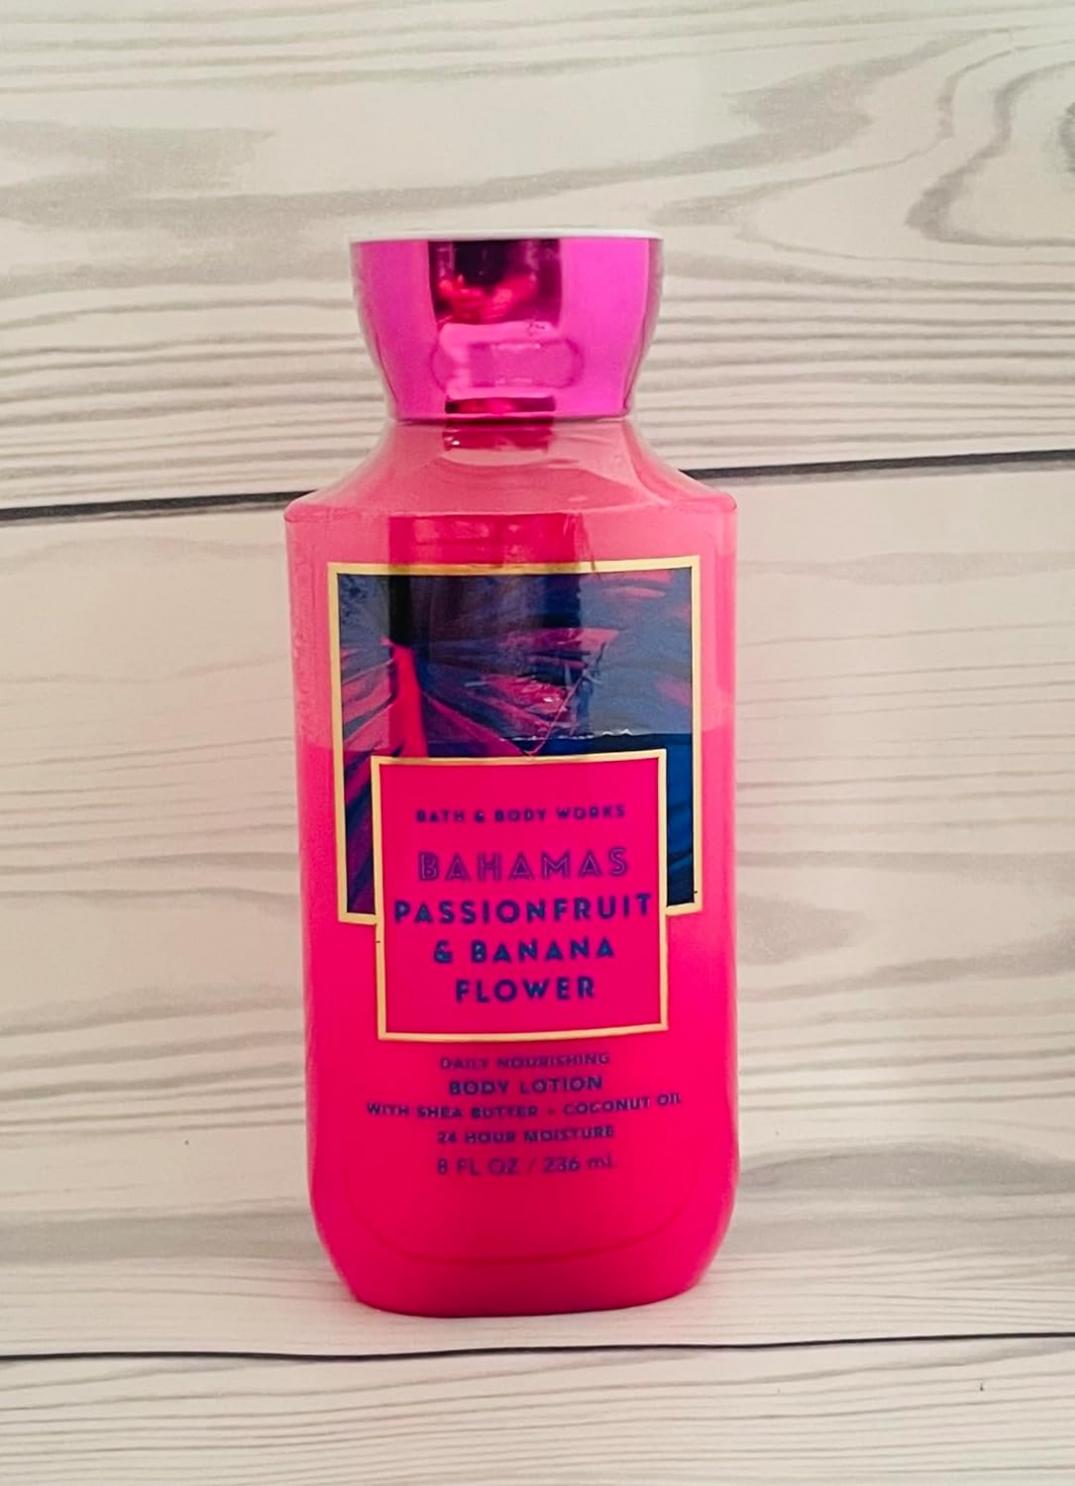 BATH & BODY WORKS
BAHAMAS
PASSIONFRUIT
& BANANA
FLOWER
DAILY NOURISHING
BODY LOTION
WITH SHEA BUTTER + COCONUT OIL
24 HOUR MOISTURE
8 FL OZ / 236 mL